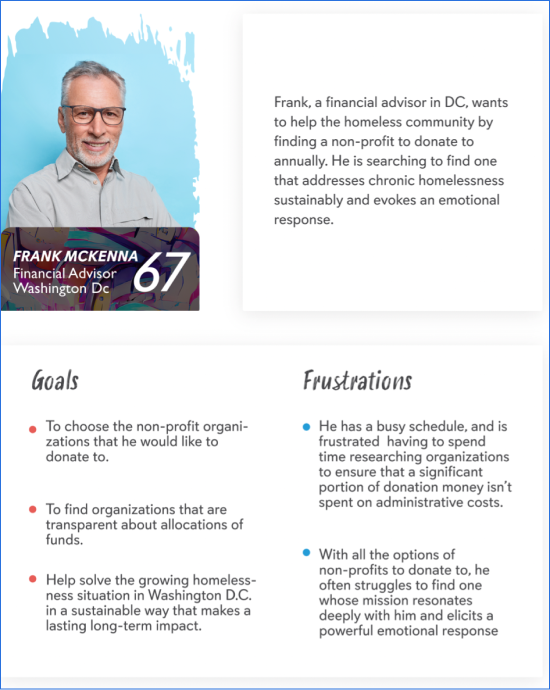 Frank, a financial advisor in DC, wants
to help the homeless community by
finding a non-profit to donate to
annually. He is searching to find one
that addresses chronic homelessness
sustainably and evokes an emotional
response.
FRANK MCKENNA
Financial Advisor
Washington Dc
67
Goals
To choose the non-profit organi-
zations that he would like to
donate to.
To find organizations that are
transparent about allocations of
funds.
Help solve the growing homeless-
ness situation in Washington D.C.
in a sustainable way that makes a
lasting long-term impact.
Frustrations
He has a busy schedule, and is
frustrated  having to spend
time researching organizations
to ensure that a significant
portion of donation money isn't
spent on administrative costs.
With all the options of
non-profits to donate to, he
often struggles to find one
whose mission resonates
deeply with him and elicits a
powerful emotional response